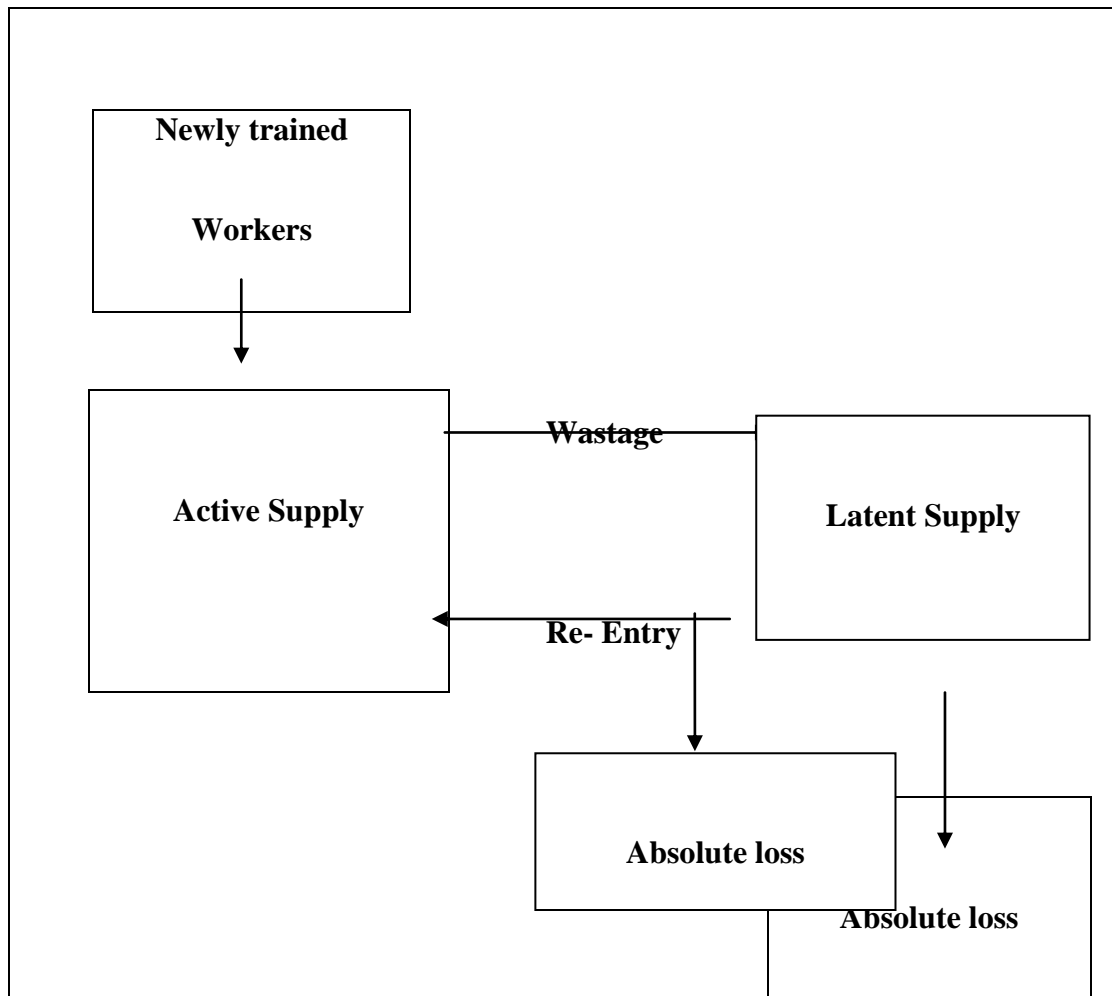 Newly trained
Workers
Wastage
Active Supply
Latent Supply
Re- Entry
Absolute loss
Absolute loss